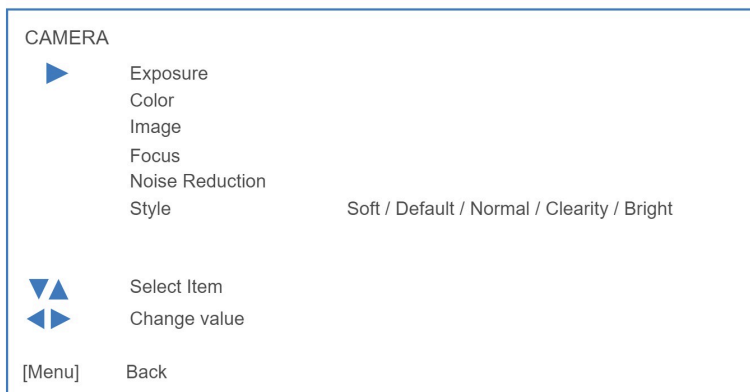 CAMERA
Exposure
Color
Image
Focus
Noise Reduction
Style Soft / Default / Normal / Clearity / Bright
Select Item
Change value
[Menu] Back